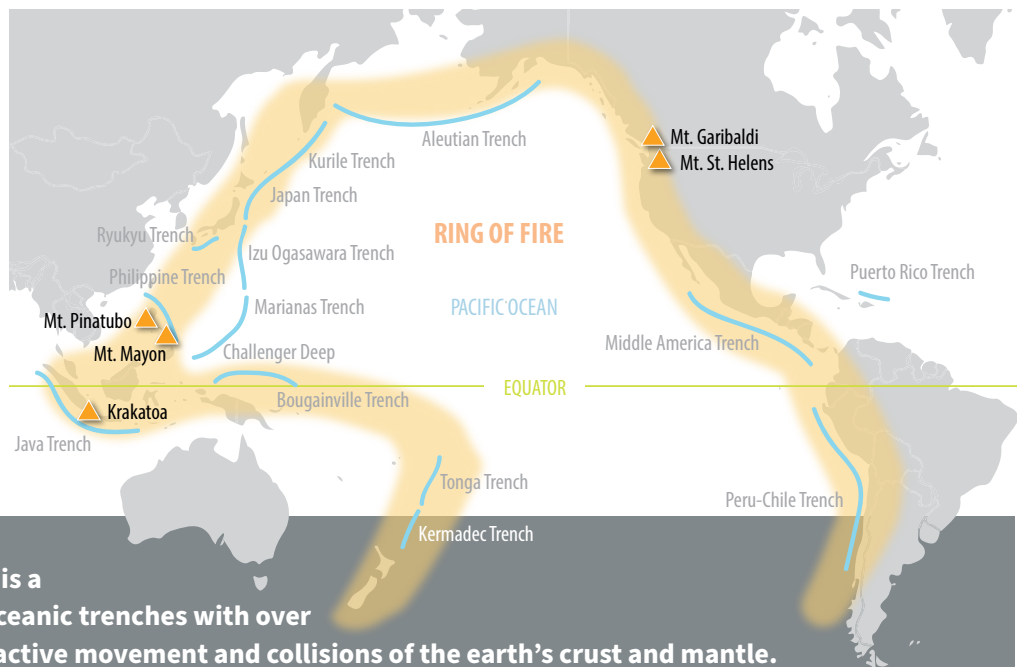 Aleutian Trench
Mt. Garibaldi
Kurile Trench
Mt. St. Helens
Japan Trench
Ryukyu Trench
RING OF FIRE
Izu Ogasawara Trench
Philippine Trench
Puerto Rico Trench
Marianas Trench
PACIFIC OCEAN
Mt. Pinatubo
Mt. Mayon
Challenger Deep
Middle America Trench
EQUATOR
Bougainville Trench
Krakatoa
Java Trench
Tonga Trench
Peru-Chile Trench
Kermadec Trench
is a
ceanic trenches with over
active movement and collisions of the earth's crust and mantle.